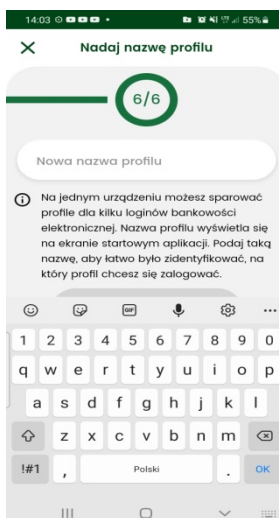 14:03 55%
Nadaj nazwę profilu
6/6
Nowa nazwa profilu
Na jednym urządzeniu możesz sparować
profile dla kilku loginów bankowości
elektronicznej. Nazwa profilu wyświetla się
na ekranie startowym aplikacji. Podaj taką
nazwę, aby łatwo było zidentyfikować, na
który profil chcesz się zalogować.
GIF
1 2 3 4 5 6 7 8 9 0
q w e r t y u i o p
a s d f g h j k l
z x c v b n m
!#1 , Polski . OK